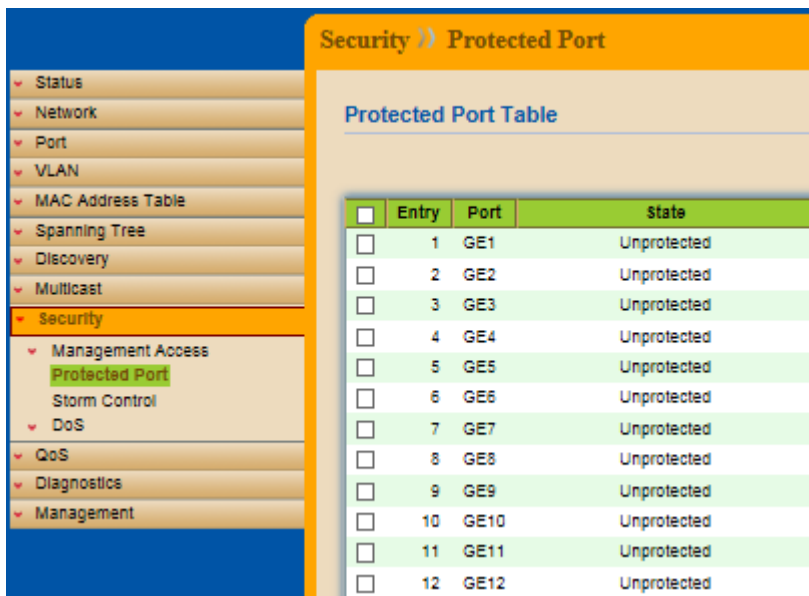 Security » Protected Port
Status
Network
Port
VLAN
MAC Address Table
Spanning Tree
Discovery
Multicast
Security
Management Access
Protected Port
Storm Control
DoS
QoS
Diagnostics
Management
Protected Port Table
Entry Port State
1 GE1 Unprotected
2 GE2 Unprotected
3 GE3 Unprotected
4 GE4 Unprotected
5 GE5 Unprotected
6 GE6 Unprotected
7 GE7 Unprotected
8 GE8 Unprotected
9 GE9 Unprotected
10 GE10 Unprotected
11 GE11 Unprotected
12 GE12 Unprotected